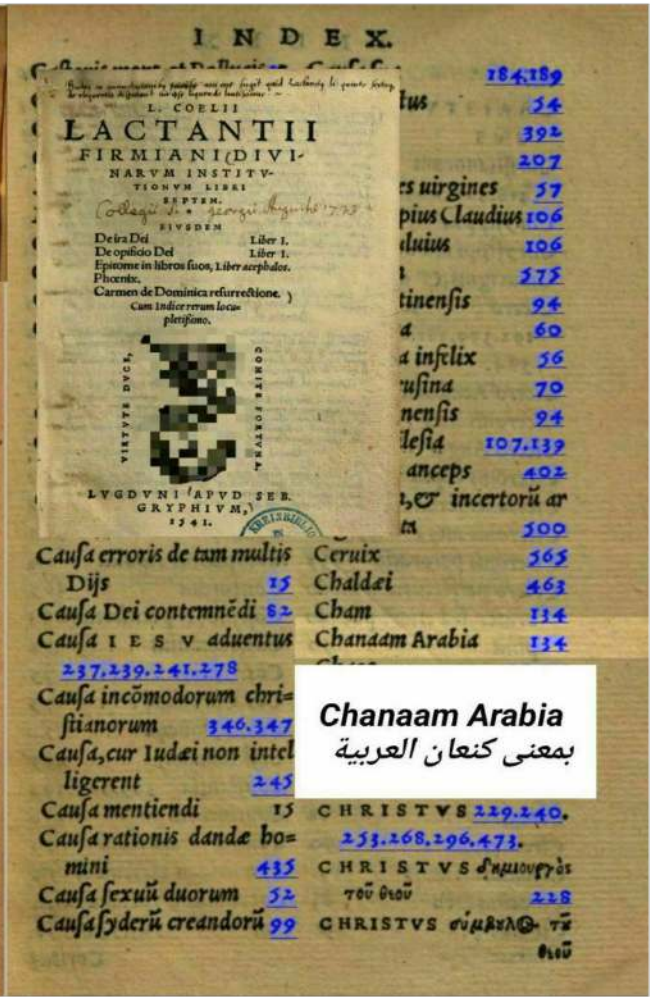 INDEX.
184.189
tus 54
392
207
es uirgines 57
pius Claudius 106
luius 106
575
tinensis 94
a 60
a infelix 56
rufina 70
nensis 94
lesia 107.139
anceps 402
,& incertorũ ar
ta 500
Ceruix 565
Chaldæi 463
Cham 134
Chanaam Arabia 134
L. COELII
LACTANTII
FIRMIANI DIVI-
NARVM INSTITV-
TIONVM LIBRI
SEPTEM.
EIVSDEM
De ira Dei Liber I.
De opificio Dei Liber I.
Epitome in libros suos, Liber acephalos.
Phœnix.
Carmen de Dominica resurrectione.
Cum Indice rerum locu-
pletissimo.
VIRTVTE DVCE,
COMITE FORTVNA.
LVGDVNI APVD SEB.
GRYPHIVM,
1541.
Causa erroris de tam multis
Dijs 15
Causa Dei contemnẽdi 82
Causa IESV aduentus
237.239.241.278
Causa incõmodorum chri=
stianorum 346.347
Causa,cur Iudæi non intel
ligerent 245
Causa mentiendi 15
Causa rationis dandæ ho=
mini 435
Causa sexuũ duorum 52
Causa syderũ creandorũ 99
Chanaam Arabia
بمعنى كنعان العربية
CHRISTVS 229.240.
253.268.296.473.
CHRISTVS δημιουργὸς
τοῦ θεοῦ 228
CHRISTVS σύμβυλος τῦ
θεοῦ